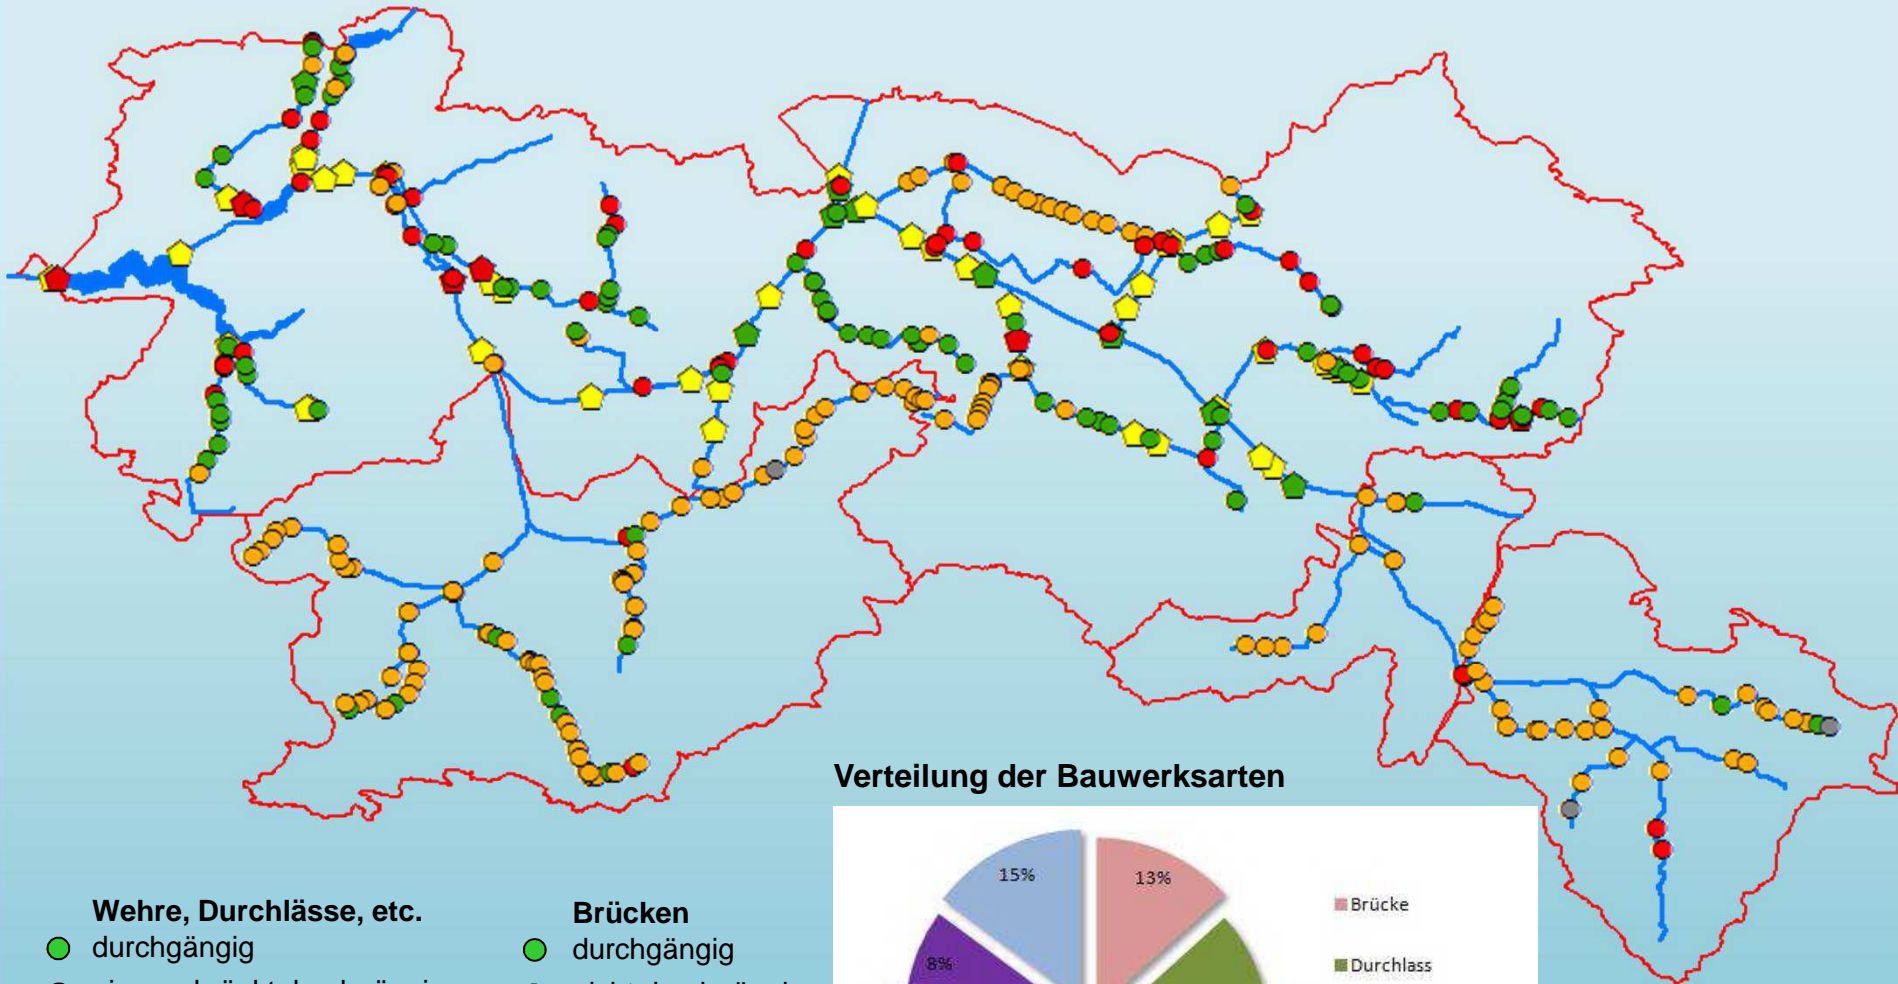 Verteilung der Bauwerksarten
15%
13%
8%
Brücke
Durchlass
Wehre, Durchlässe, etc.
durchgängig
Brücken
durchgängig